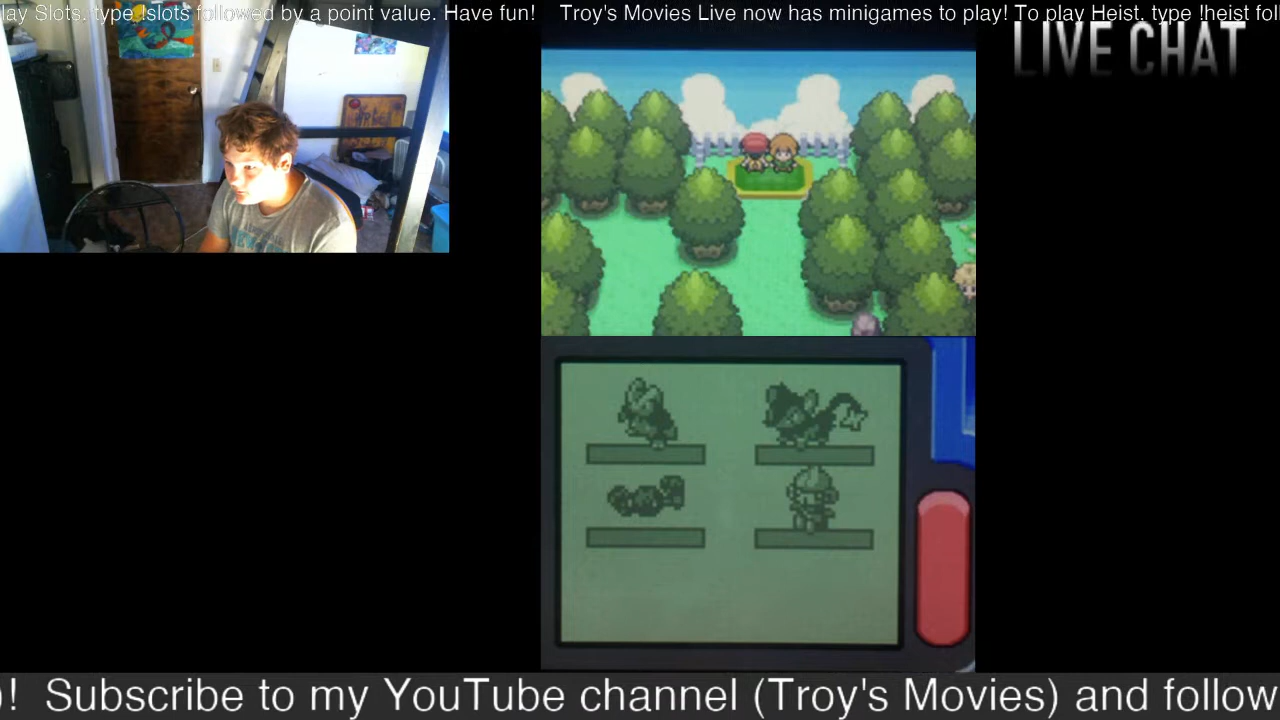 lay Slots. type !slots followed by a point value. Have fun! Troy's Movies Live now has minigames to play! To play Heist. type !heist foll
LIVE CHAT
)! Subscribe to my YouTube channel (Troy's Movies) and follow